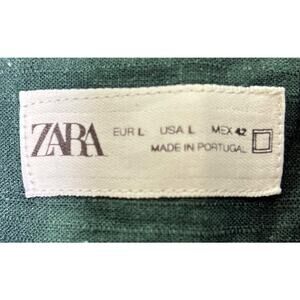 ZARA
EUR L USA L MEX 42
MADE IN PORTUGAL